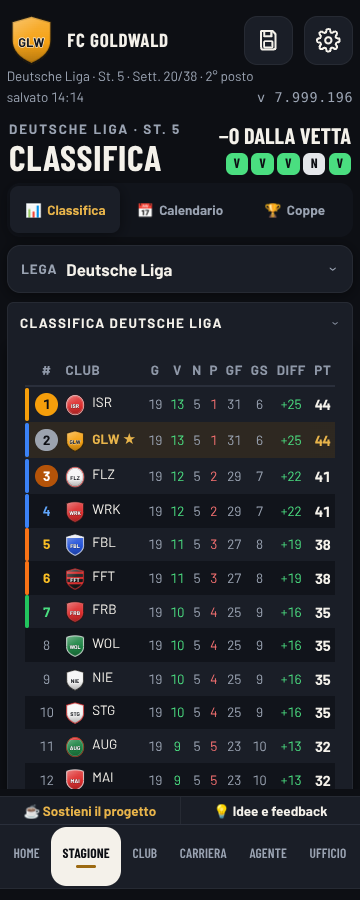 GLW FC GOLDWALD
Deutsche Liga · St. 5 · Sett. 20/38 · 2° posto
salvato 14:14 v 7.999.196
DEUTSCHE LIGA · ST. 5
−0 DALLA VETTA
CLASSIFICA
V V V N V
📊 Classifica 📅 Calendario 🏆 Coppe
LEGA Deutsche Liga
CLASSIFICA DEUTSCHE LIGA
# CLUB G V N P GF GS DIFF PT
1 ISR ISR 19 13 5 1 31 6 +25 44
2 GLW GLW ★ 19 13 5 1 31 6 +25 44
3 FLZ FLZ 19 12 5 2 29 7 +22 41
4 WRK WRK 19 12 5 2 29 7 +22 41
5 FBL FBL 19 11 5 3 27 8 +19 38
6 FFT FFT 19 11 5 3 27 8 +19 38
7 FRB FRB 19 10 5 4 25 9 +16 35
8 WOL WOL 19 10 5 4 25 9 +16 35
9 NIE NIE 19 10 5 4 25 9 +16 35
10 STG STG 19 10 5 4 25 9 +16 35
11 AUG AUG 19 9 5 5 23 10 +13 32
12 MAI MAI 19 9 5 5 23 10 +13 32
☕ Sostieni il progetto 💡 Idee e feedback
HOME STAGIONE CLUB CARRIERA AGENTE UFFICIO